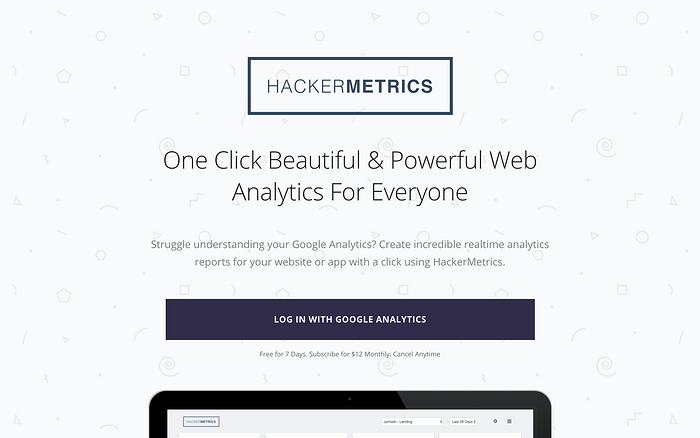 HACKERMETRICS
One Click Beautiful & Powerful Web
Analytics For Everyone
Struggle understanding your Google Analytics? Create incredible realtime analytics
reports for your website or app with a click using HackerMetrics.
LOG IN WITH GOOGLE ANALYTICS
Free for 7 Days. Subscribe for $12 Monthly. Cancel Anytime
HACKERMETRICS
Jarnish - Landing
Last 28 Days